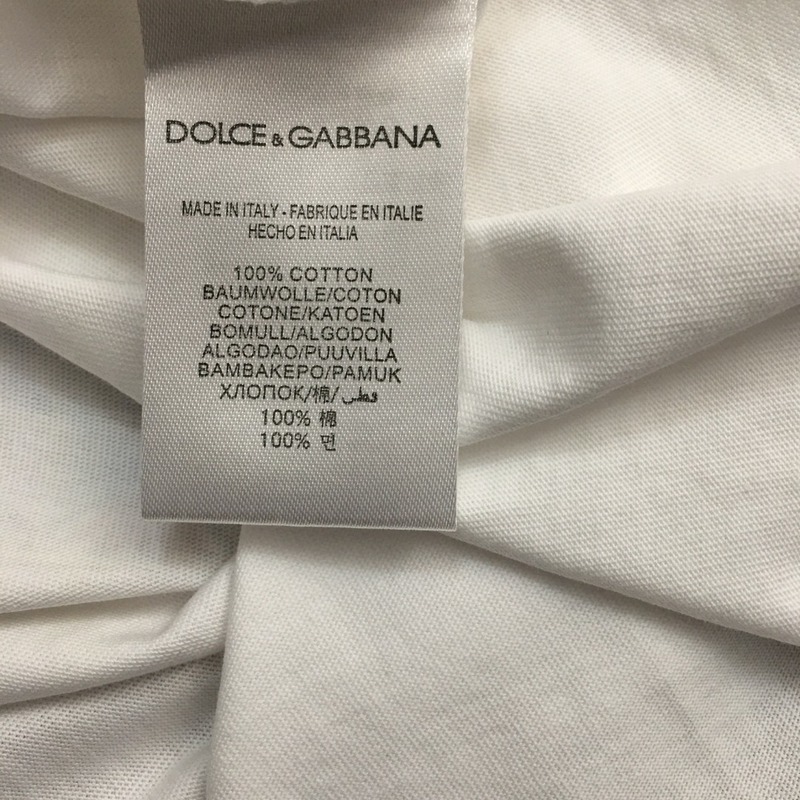 DOLCE & GABBANA
MADE IN ITALY - FABRIQUE EN ITALIE
HECHO EN ITALIA
100% COTTON
BAUMWOLLE/COTON
COTONE/KATOEN
BOMULL/ALGODON
ALGODAO/PUUVILLA
BAMBAKEPO/PAMUK
ХЛОПОК/棉/قطن
100% 棉
100% 면